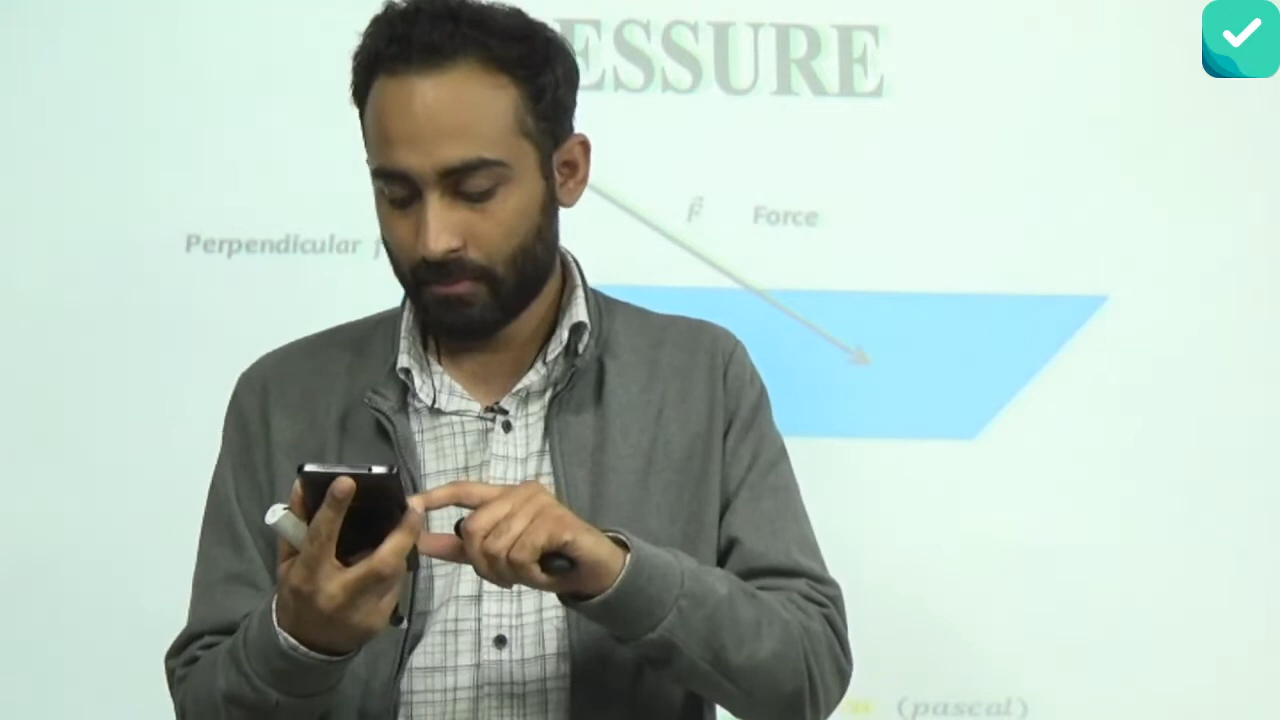 ESSURE
F⃗ Force
Perpendicular f
(pascal)